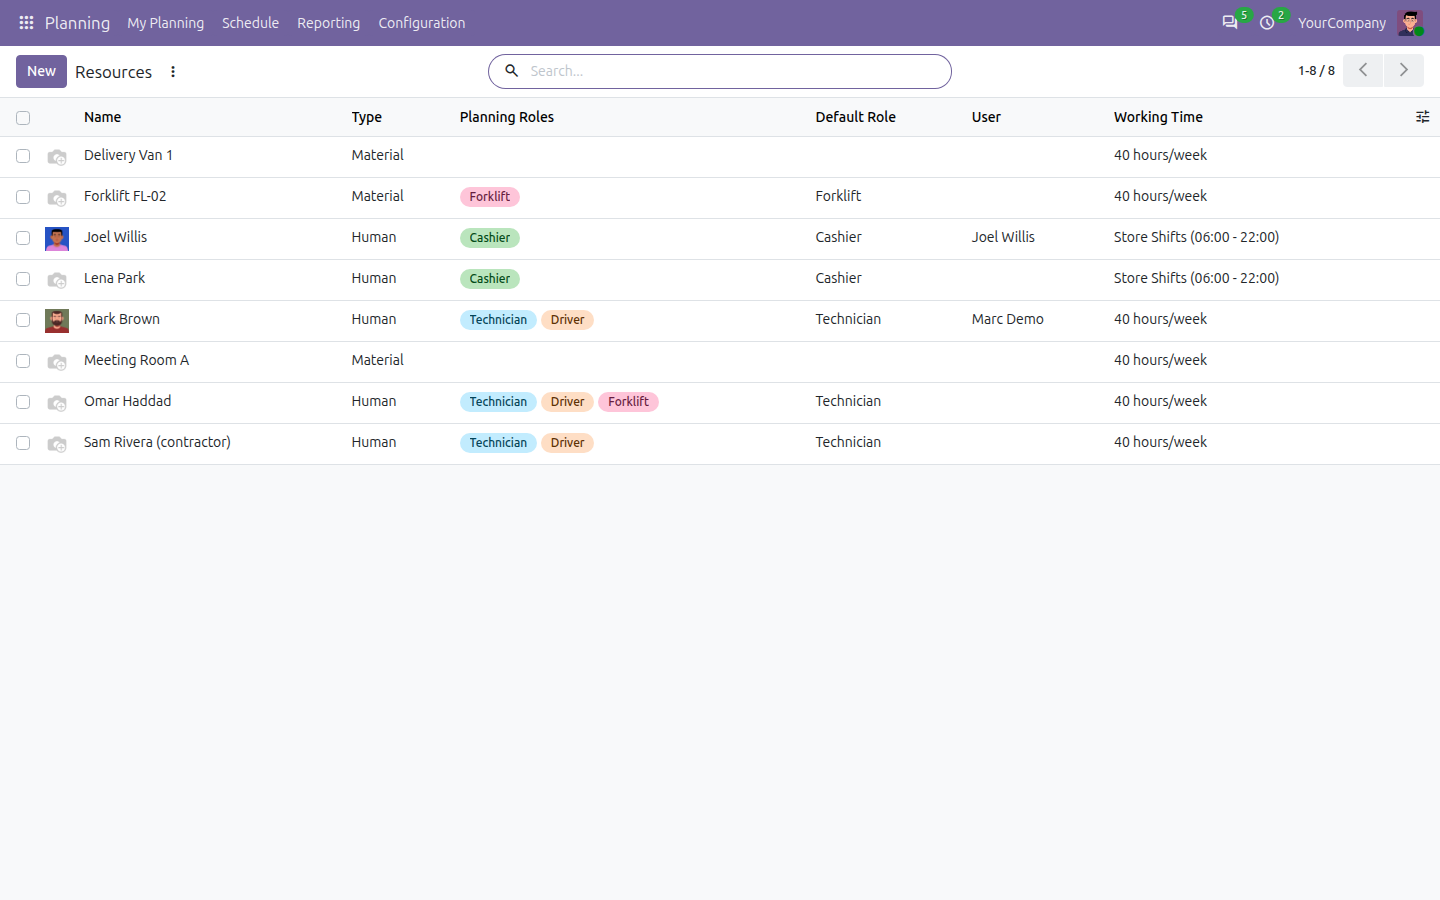 Planning My Planning Schedule Reporting Configuration 5 2 YourCompany
New Resources Search... 1-8 / 8
Name Type Planning Roles Default Role User Working Time
Delivery Van 1 Material 40 hours/week
Forklift FL-02 Material Forklift Forklift 40 hours/week
Joel Willis Human Cashier Cashier Joel Willis Store Shifts (06:00 - 22:00)
Lena Park Human Cashier Cashier Store Shifts (06:00 - 22:00)
Mark Brown Human Technician Driver Technician Marc Demo 40 hours/week
Meeting Room A Material 40 hours/week
Omar Haddad Human Technician Driver Forklift Technician 40 hours/week
Sam Rivera (contractor) Human Technician Driver Technician 40 hours/week